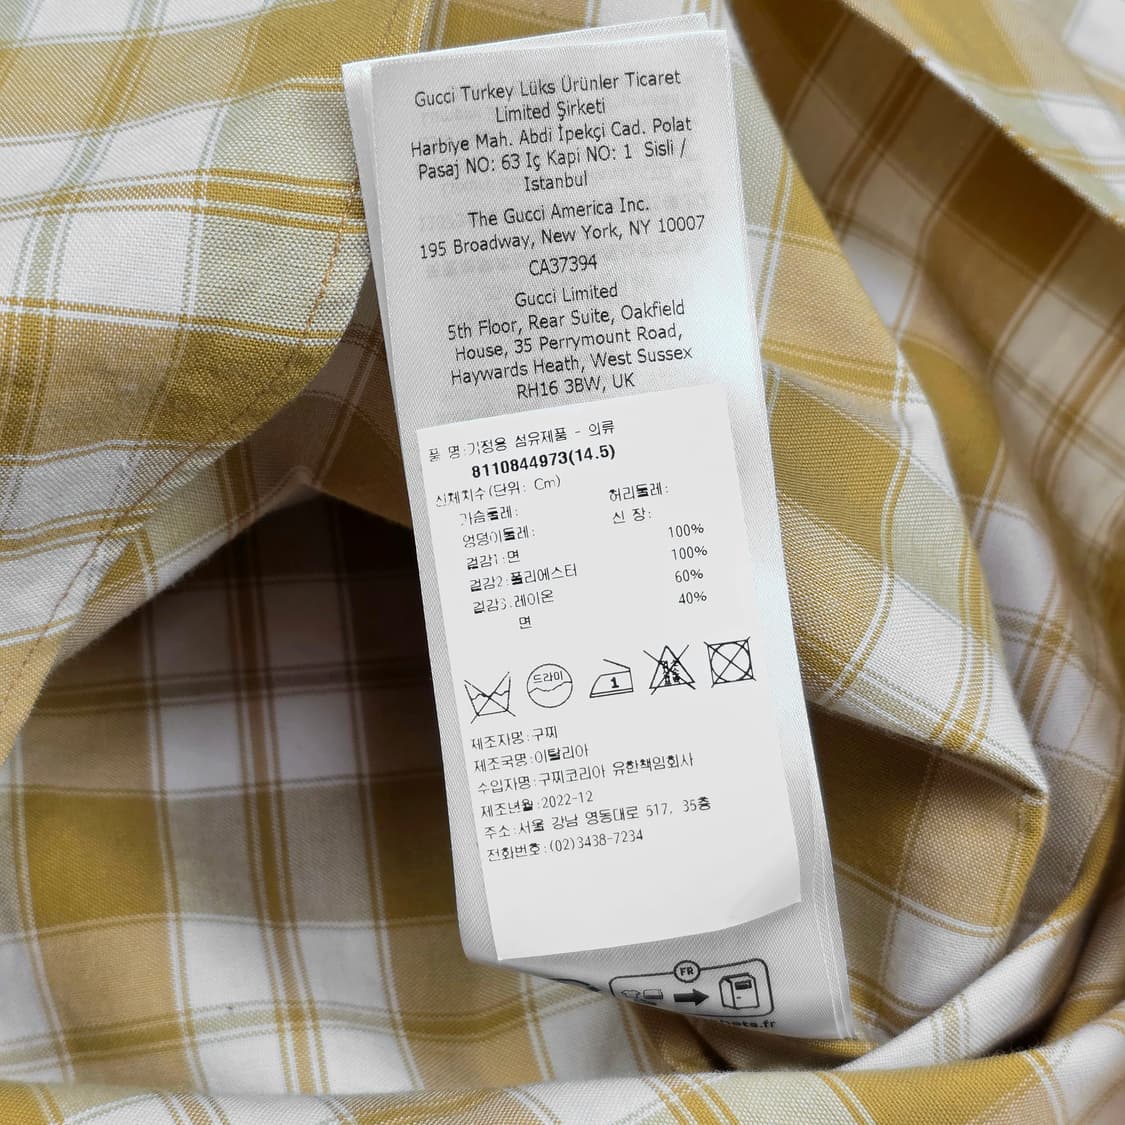 Gucci Turkey Lüks Ürünler Ticaret
Limited Şirketi
Harbiye Mah. Abdi İpekçi Cad. Polat
Pasaj NO: 63 Iç Kapi NO: 1 Sisli /
Istanbul
The Gucci America Inc.
195 Broadway, New York, NY 10007
CA37394
Gucci Limited
5th Floor, Rear Suite, Oakfield
House, 35 Perrymount Road,
Haywards Heath, West Sussex
RH16 3BW, UK
품 명:가정용 섬유제품 - 의류
8110844973(14.5)
신체치수(단위: Cm)
가슴둘레: 허리둘레:
엉덩이둘레: 신 장:
겉감1:면 100%
겉감2:폴리에스터 100%
겉감3:레이온 60%
면 40%
드라이
1
제조자명:구찌
제조국명:이탈리아
수입자명:구찌코리아 유한책임회사
제조년월:2022-12
주소:서울 강남 영동대로 517, 35층
전화번호:(02)3438-7234
FR